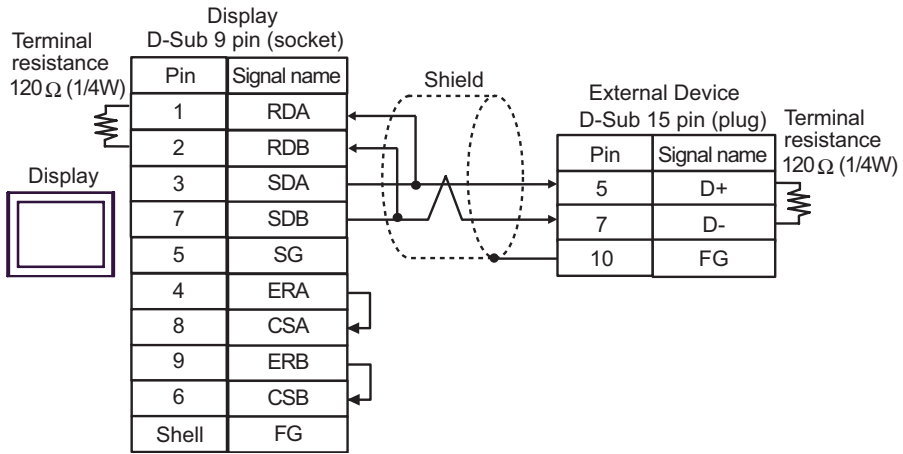 Display
D-Sub 9 pin (socket)
Terminal
resistance
120 Ω (1/4W)
Pin Signal name
1 RDA
2 RDB
3 SDA
7 SDB
5 SG
4 ERA
8 CSA
9 ERB
6 CSB
Shell FG
Display
Shield
External Device
D-Sub 15 pin (plug)
Pin Signal name
5 D+
7 D-
10 FG
Terminal
resistance
120 Ω (1/4W)